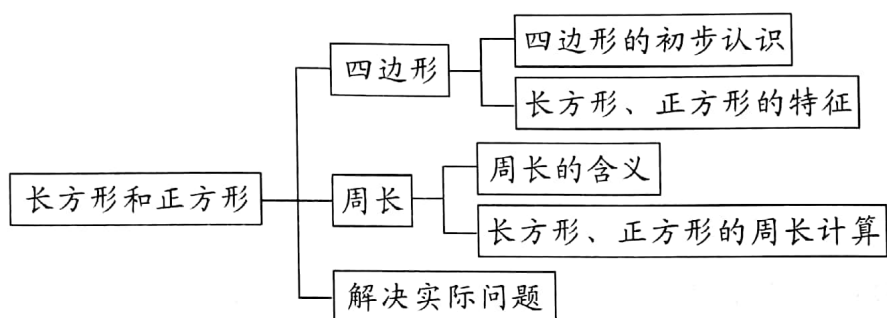 四边形的初步认识
四边形
长方形、正方形的特征
周长的含义
长方形和正方形
周长
长方形、正方形的周长计算
解决实际问题